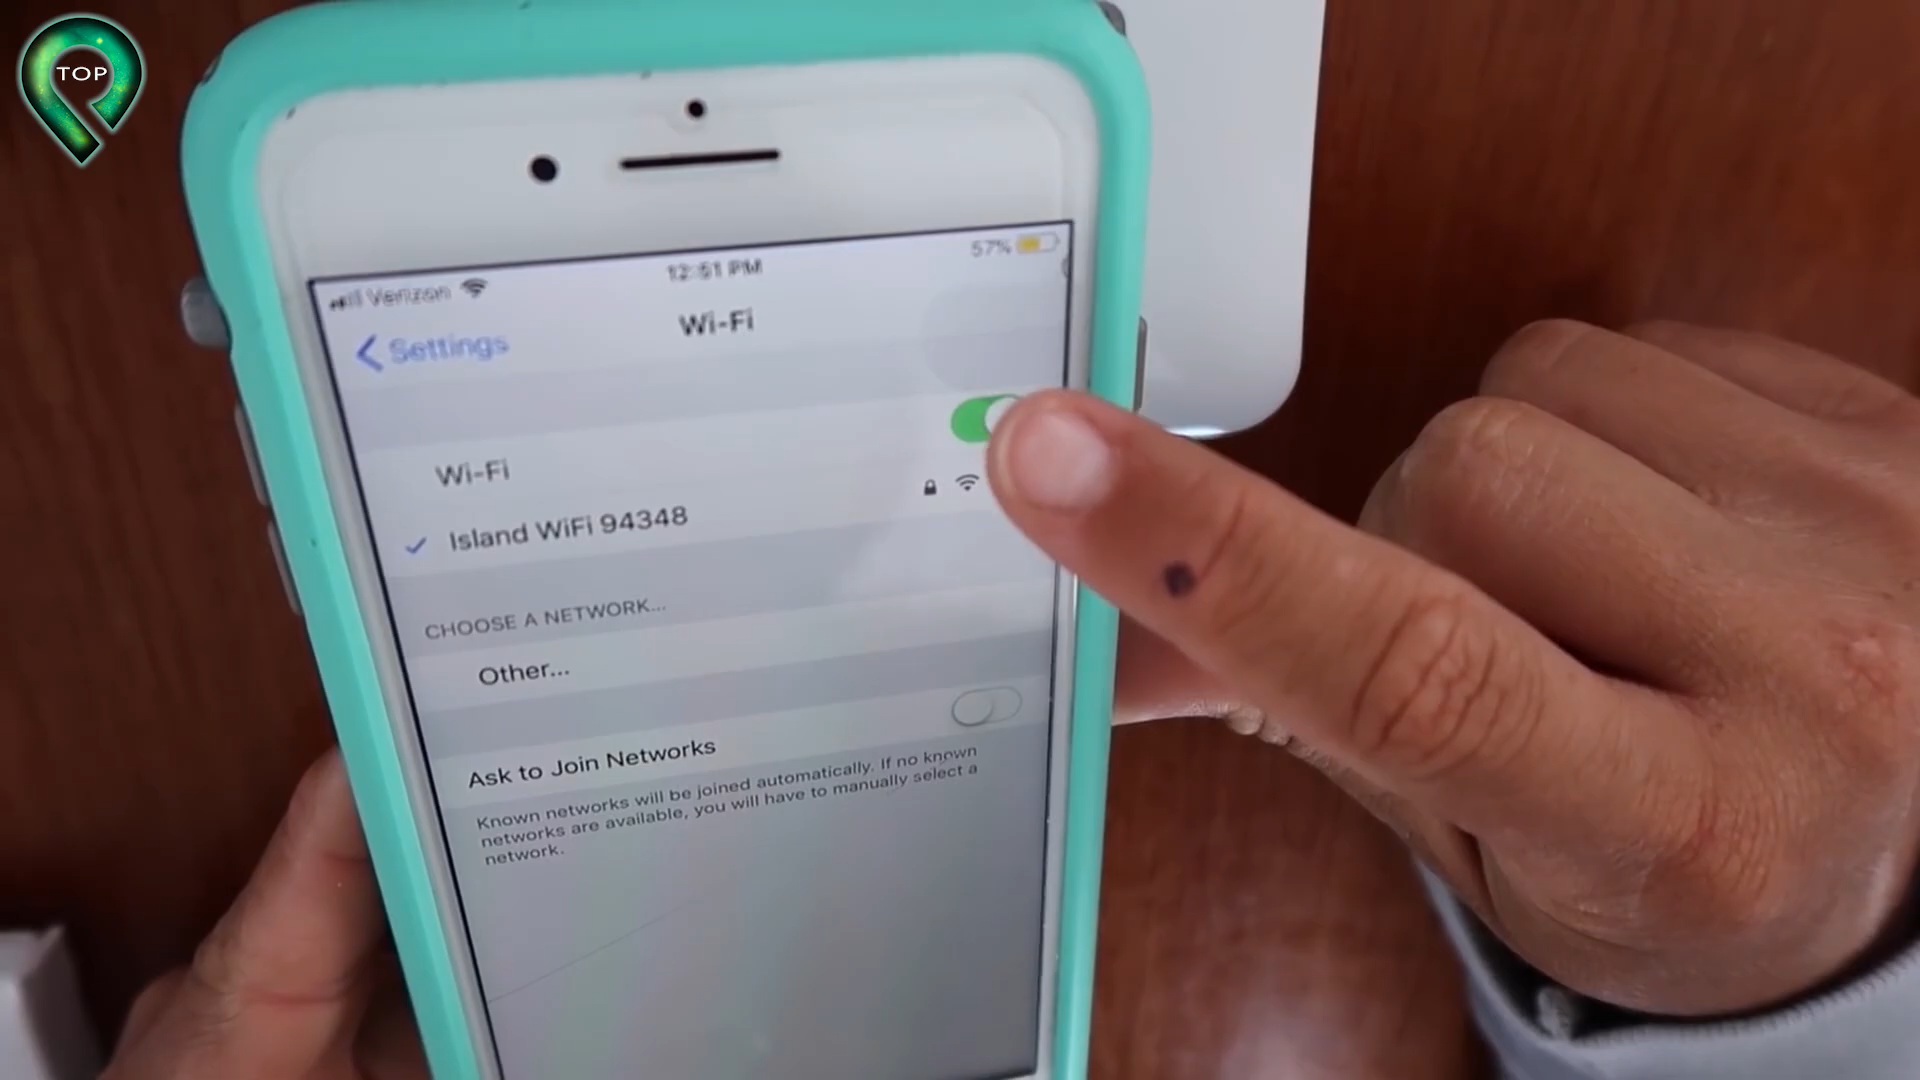 TOP
57%
12:51 PM
Verizon
Settings
Wi-Fi
Wi-Fi
Island WiFi 94348
CHOOSE A NETWORK...
Other...
Ask to Join Networks
Known networks will be joined automatically. If no known
networks are available, you will have to manually select a
network.